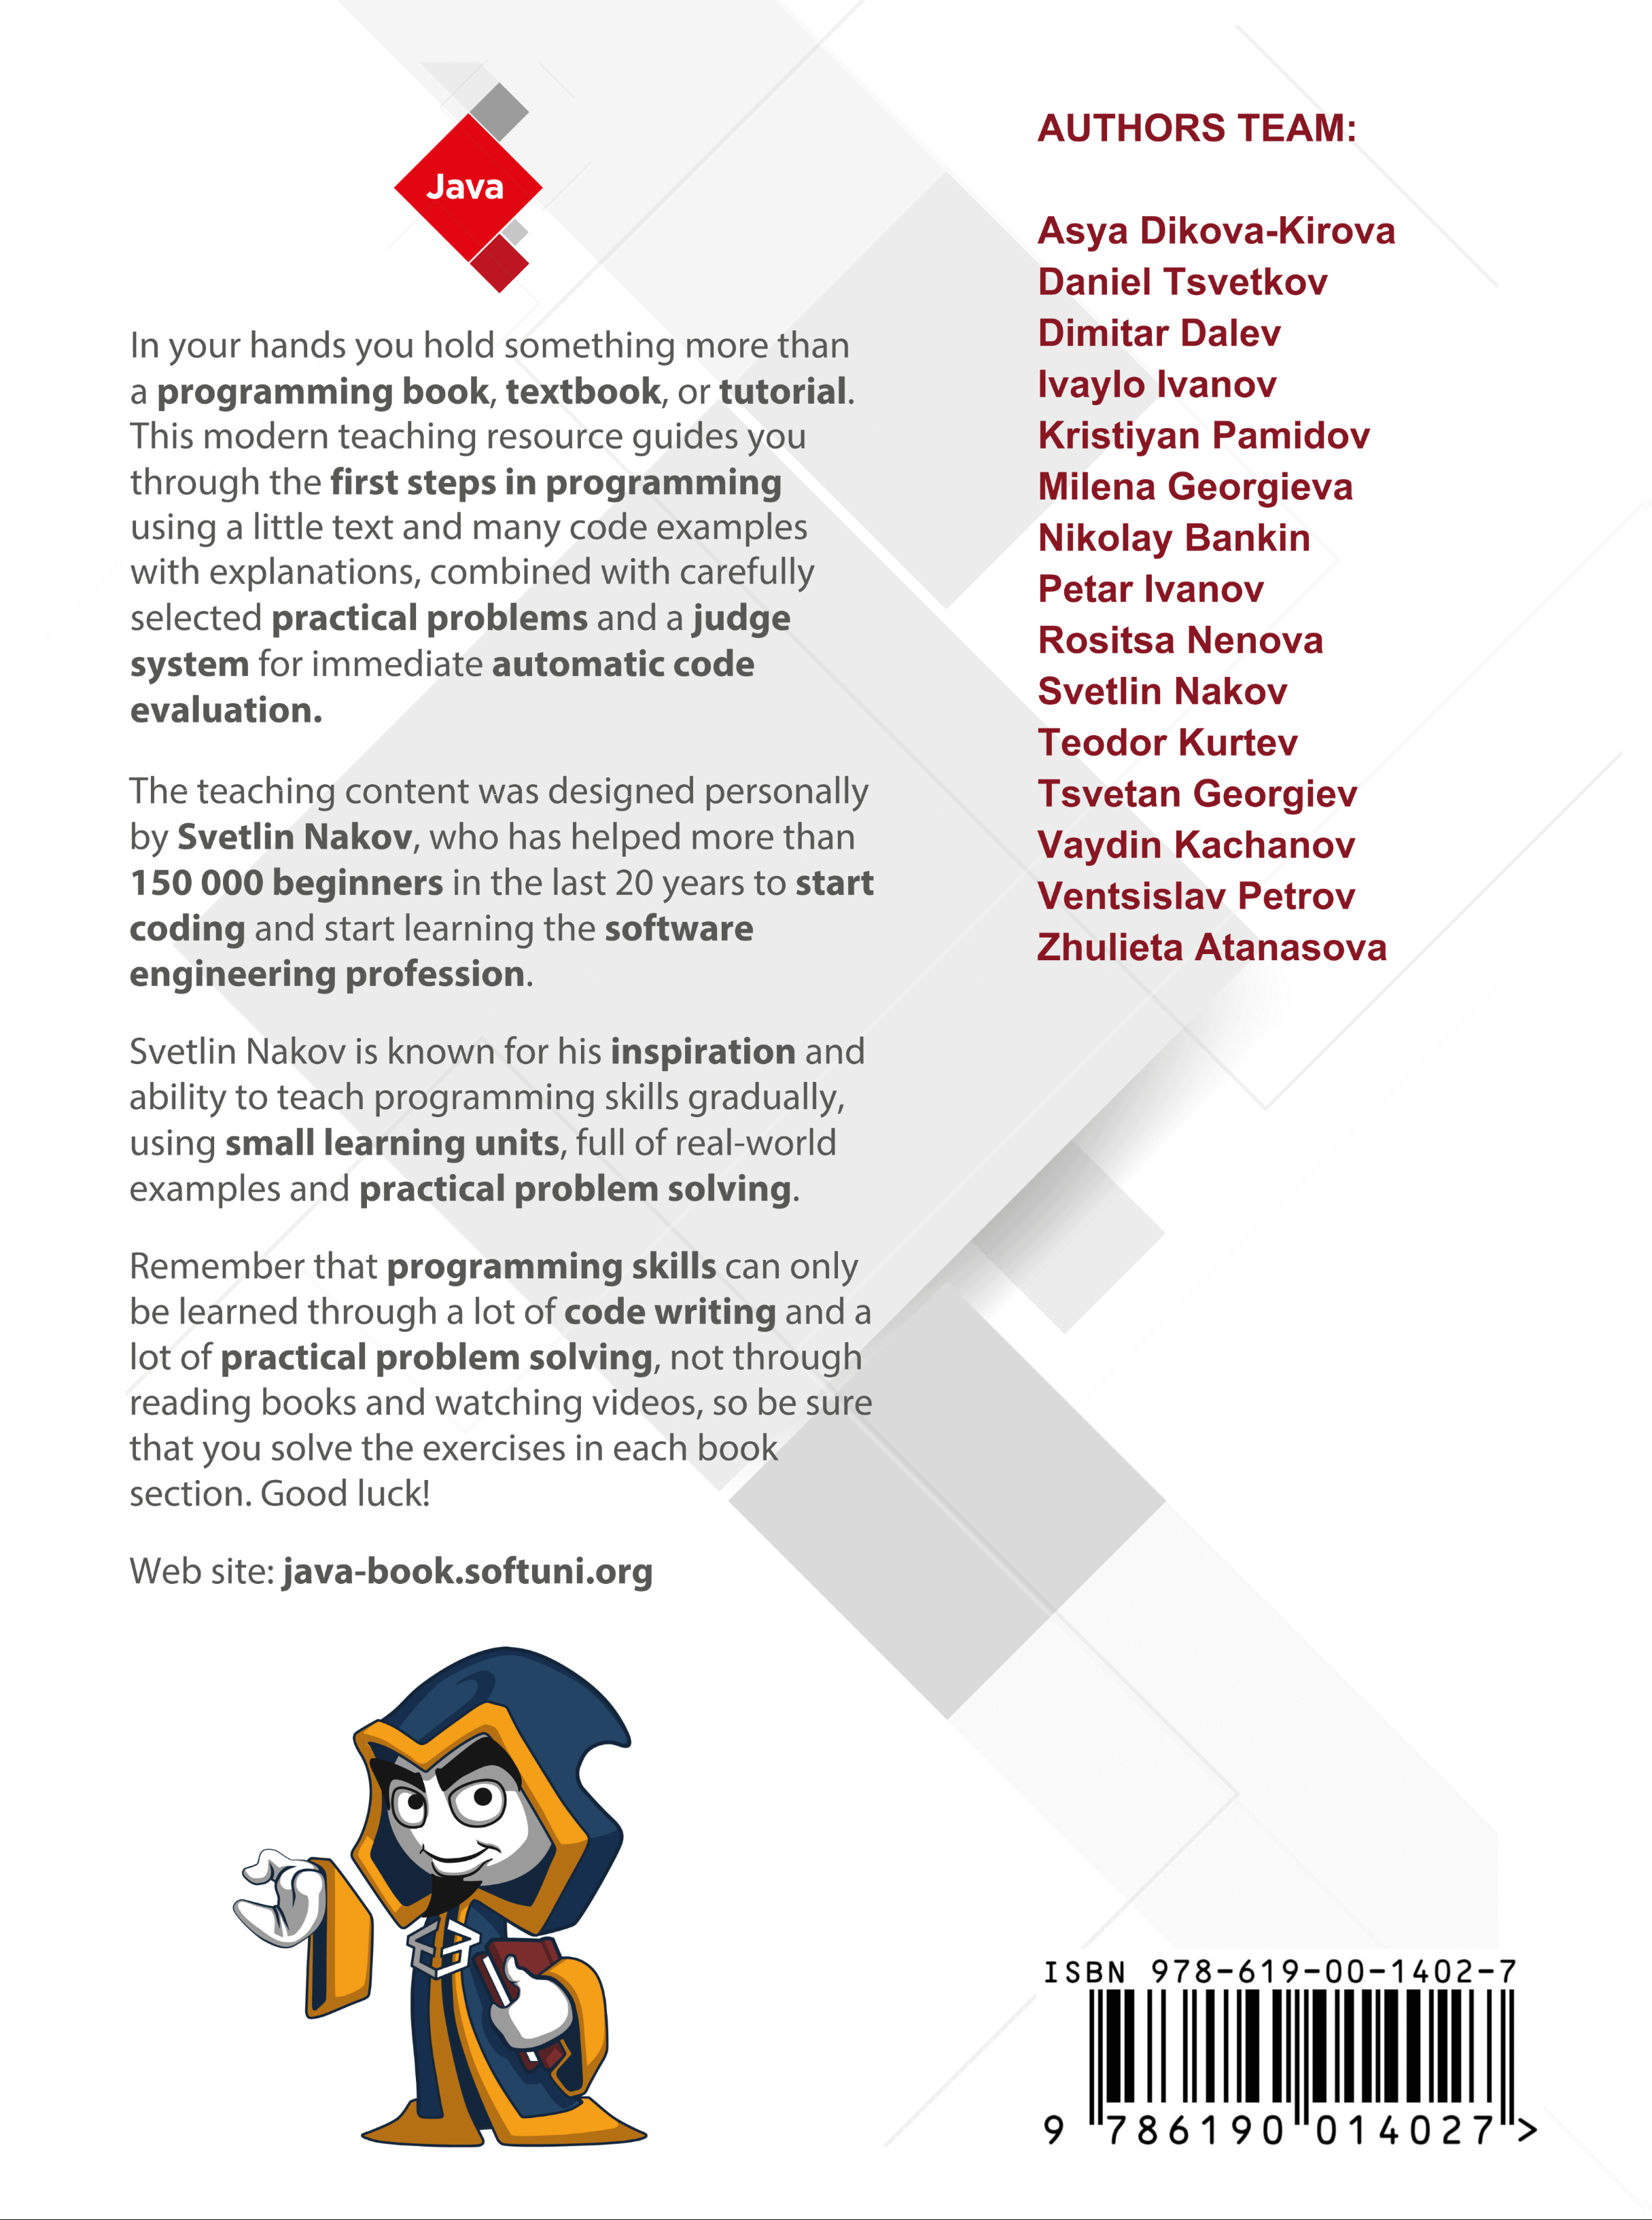 Java
In your hands you hold something more than
a programming book, textbook, or tutorial.
This modern teaching resource guides you
through the first steps in programming
using a little text and many code examples
with explanations, combined with carefully
selected practical problems and a judge
system for immediate automatic code
evaluation.
The teaching content was designed personally
by Svetlin Nakov, who has helped more than
150 000 beginners in the last 20 years to start
coding and start learning the software
engineering profession.
Svetlin Nakov is known for his inspiration and
ability to teach programming skills gradually,
using small learning units, full of real-world
examples and practical problem solving.
Remember that programming skills can only
be learned through a lot of code writing and a
lot of practical problem solving, not through
reading books and watching videos, so be sure
that you solve the exercises in each book
section. Good luck!
Web site: java-book.softuni.org
AUTHORS TEAM:
Asya Dikova-Kirova
Daniel Tsvetkov
Dimitar Dalev
Ivaylo Ivanov
Kristiyan Pamidov
Milena Georgieva
Nikolay Bankin
Petar Ivanov
Rositsa Nenova
Svetlin Nakov
Teodor Kurtev
Tsvetan Georgiev
Vaydin Kachanov
Ventsislav Petrov
Zhulieta Atanasova
ISBN 978-619-00-1402-7
9 786190 014027 >